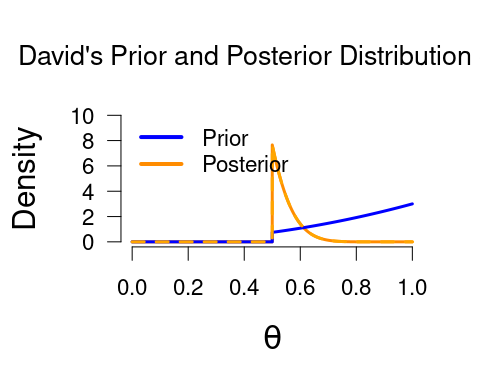 David's Prior and Posterior Distribution
Density
10
8
6
4
2
0
Prior
Posterior
0.0 0.2 0.4 0.6 0.8 1.0
θ